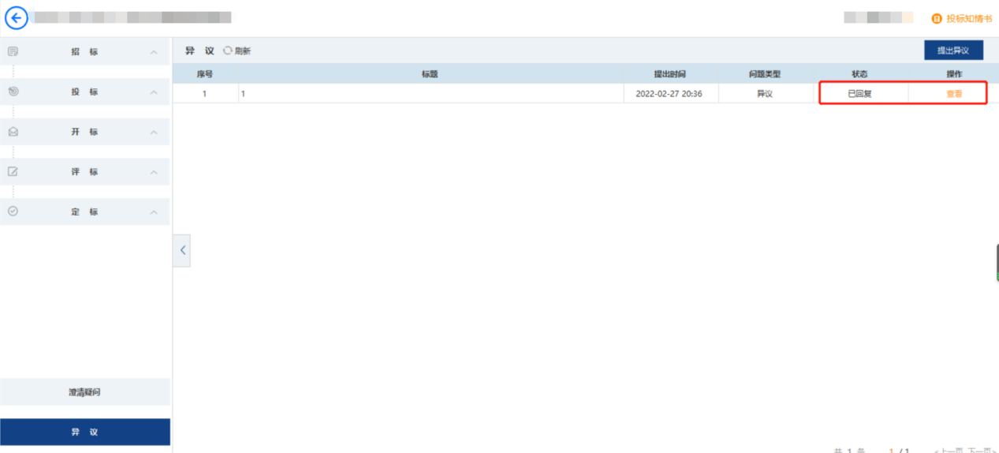 投标知情书
招 标
投 标
开 标
评 标
定 标
澄清疑问
异 议
异 议 刷新 提出异议
序号 标题 提出时间 问题类型 状态 操作
1 1 2022-02-27 20:36 异议 已回复 查看
共 1 条 1 / 1 <上一页 下一页>